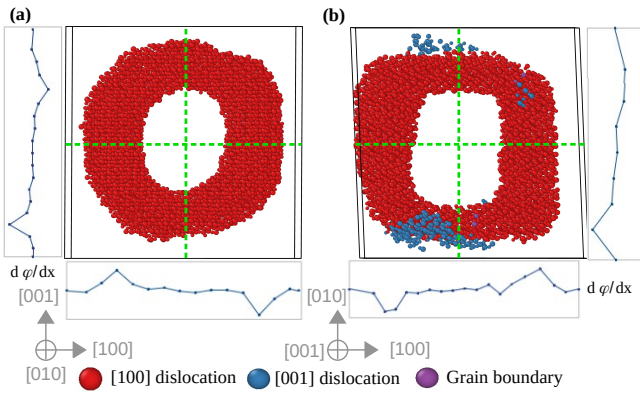 (a)
(b)
d φ/dx
d φ/dx
[001]
[100]
[010]
[010]
[100]
[001]
[100] dislocation
[001] dislocation
Grain boundary